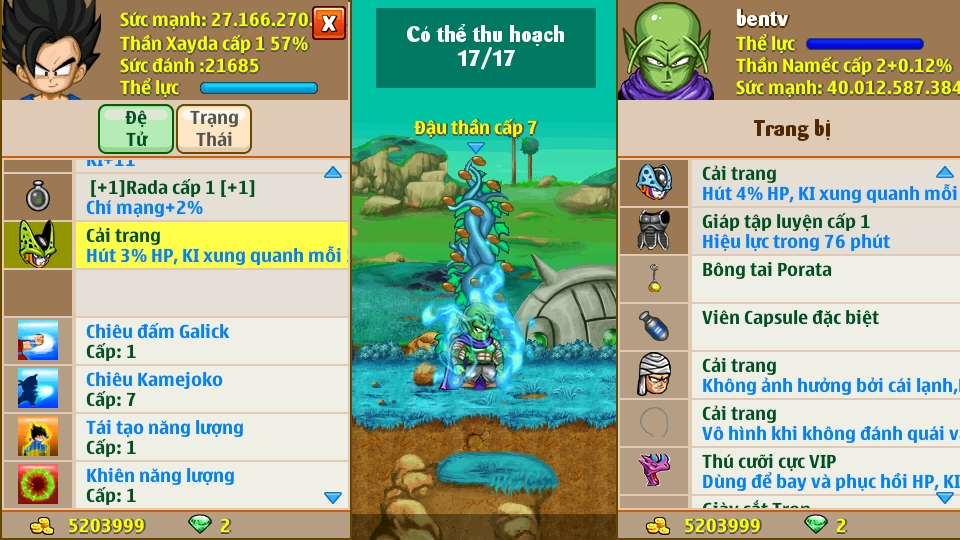 Sức mạnh: 27.166.270.
X
Thần Xayda cấp 1 57%
Sức đánh :21685
Thể lực
Đệ
Tử
Trạng
Thái
KI+11
[+1]Rada cấp 1 [+1]
Chí mạng+2%
Cải trang
Hút 3% HP, KI xung quanh mỗi
Chiêu đấm Galick
Cấp: 1
Chiêu Kamejoko
Cấp: 7
Tái tạo năng lượng
Cấp: 1
Khiên năng lượng
Cấp: 1
5203999
2
Có thể thu hoạch
17/17
Đậu thần cấp 7
bentv
Thể lực
Thần Namếc cấp 2+0.12%
Sức mạnh: 40.012.587.384
Trang bị
Cải trang
Hút 4% HP, KI xung quanh mỗi
Giáp tập luyện cấp 1
Hiệu lực trong 76 phút
Bông tai Porata
Viên Capsule đặc biệt
Cải trang
Không ảnh hưởng bởi cái lạnh,
Cải trang
Vô hình khi không đánh quái
Thú cưỡi cực VIP
Dùng để bay và phục hồi HP, KI
5203999
2